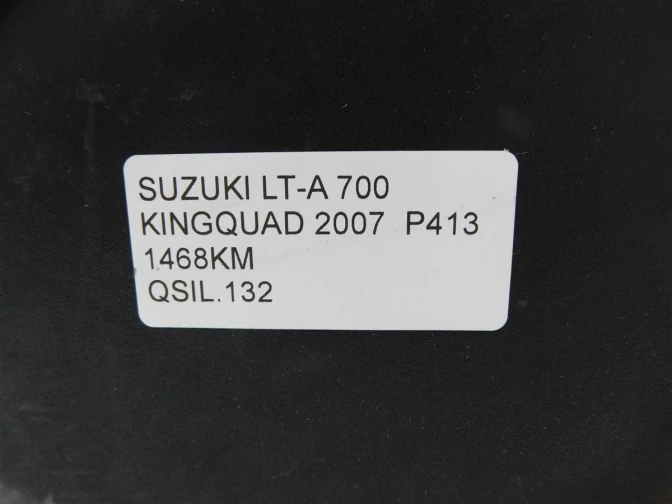 SUZUKI LT-A 700
KINGQUAD 2007 P413
1468KM
QSIL.132